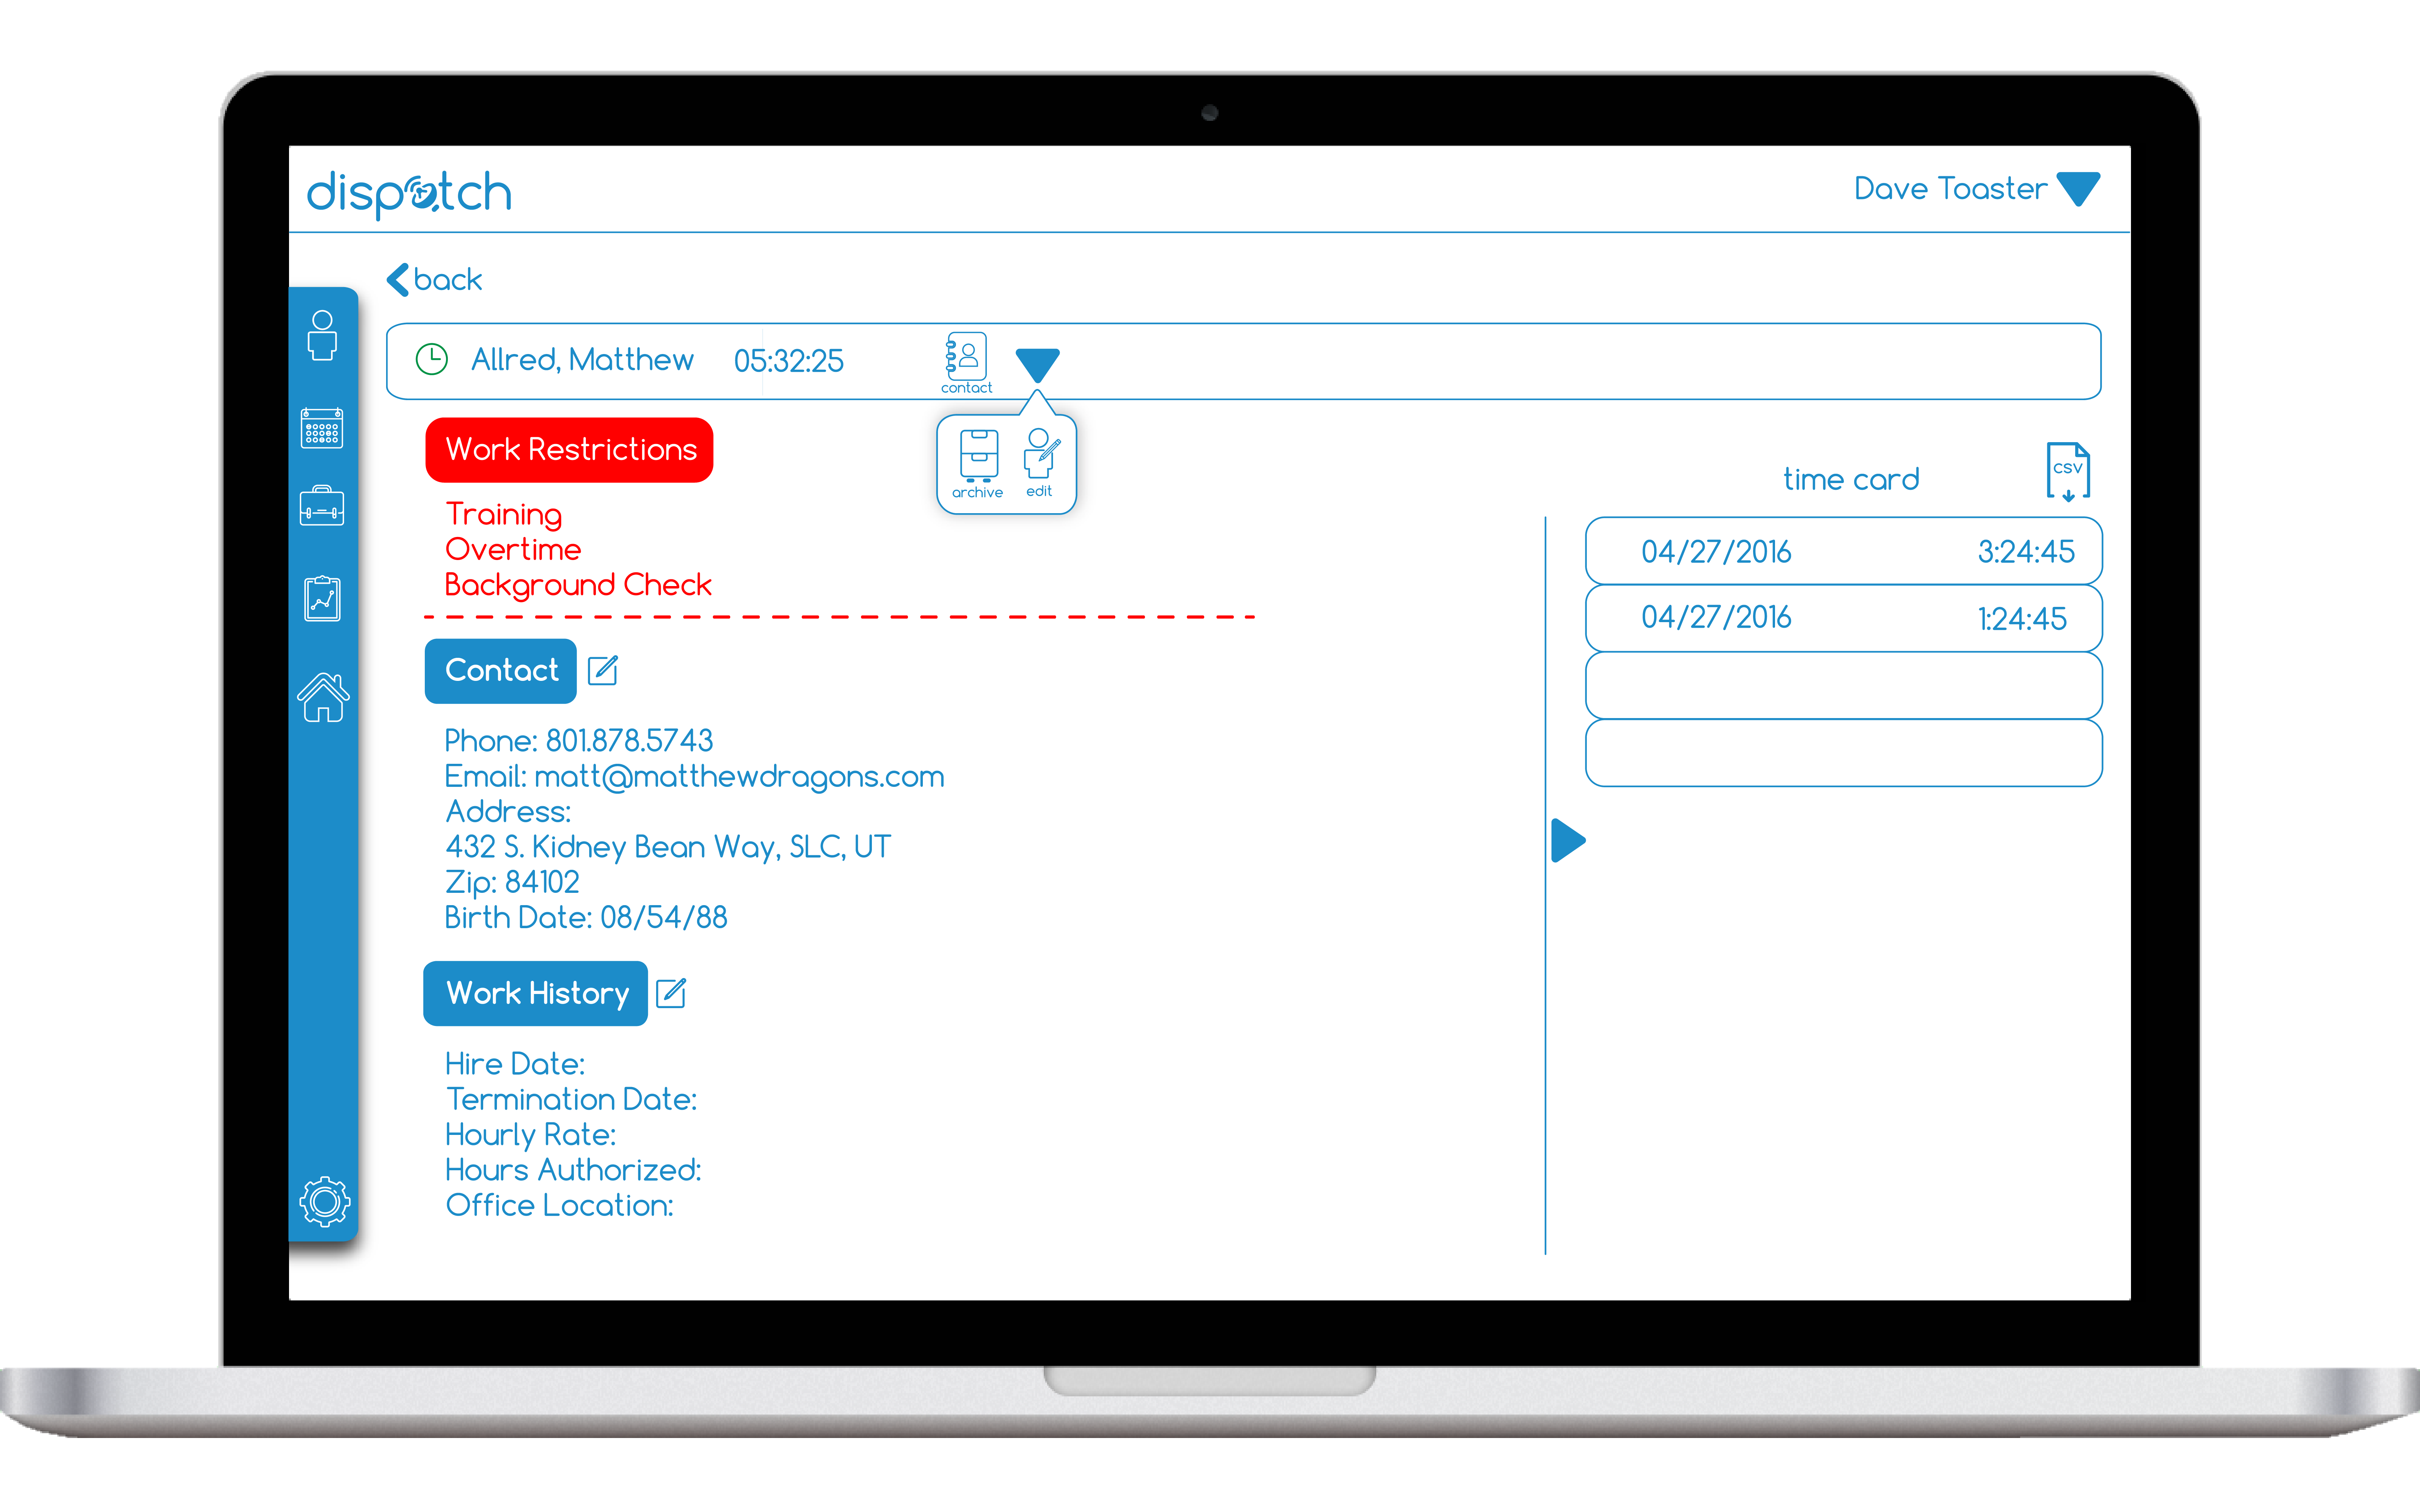 dispatch
Dave Toaster
back
Allred, Matthew 05:32:25
contact
archive edit
Work Restrictions
Training
Overtime
Background Check
time card
csv
04/27/2016 3:24:45
04/27/2016 1:24:45
Contact
Phone: 801.878.5743
Email: matt@matthewdragons.com
Address:
432 S. Kidney Bean Way, SLC, UT
Zip: 84102
Birth Date: 08/54/88
Work History
Hire Date:
Termination Date:
Hourly Rate:
Hours Authorized:
Office Location: